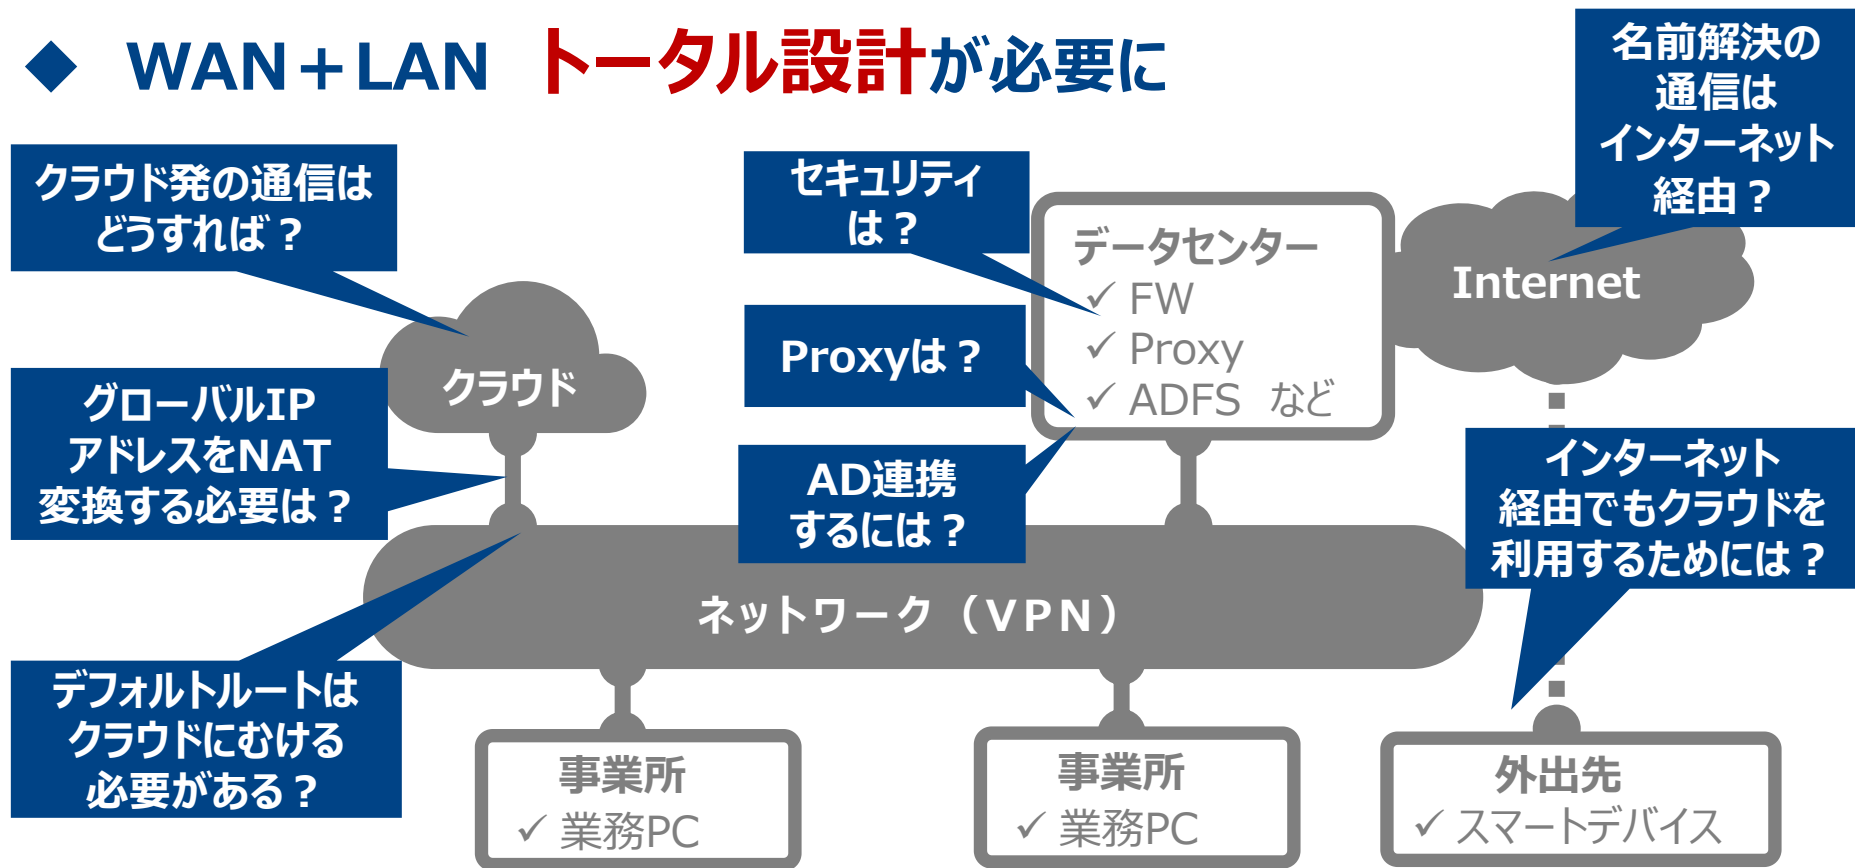 ◆ WAN+LAN トータル設計が必要に
名前解決の
通信は
インターネット
経由？
クラウド発の通信は
どうすれば？
セキュリティ
は？
データセンター
✓ FW
✓ Proxy
✓ ADFS など
Internet
Proxyは？
クラウド
グローバルIP
アドレスをNAT
変換する必要は？
AD連携
するには？
インターネット
経由でもクラウドを
利用するためには？
ネットワーク（VPN）
デフォルトルートは
クラウドにむける
必要がある？
事業所
✓ 業務PC
事業所
✓ 業務PC
外出先
✓ スマートデバイス